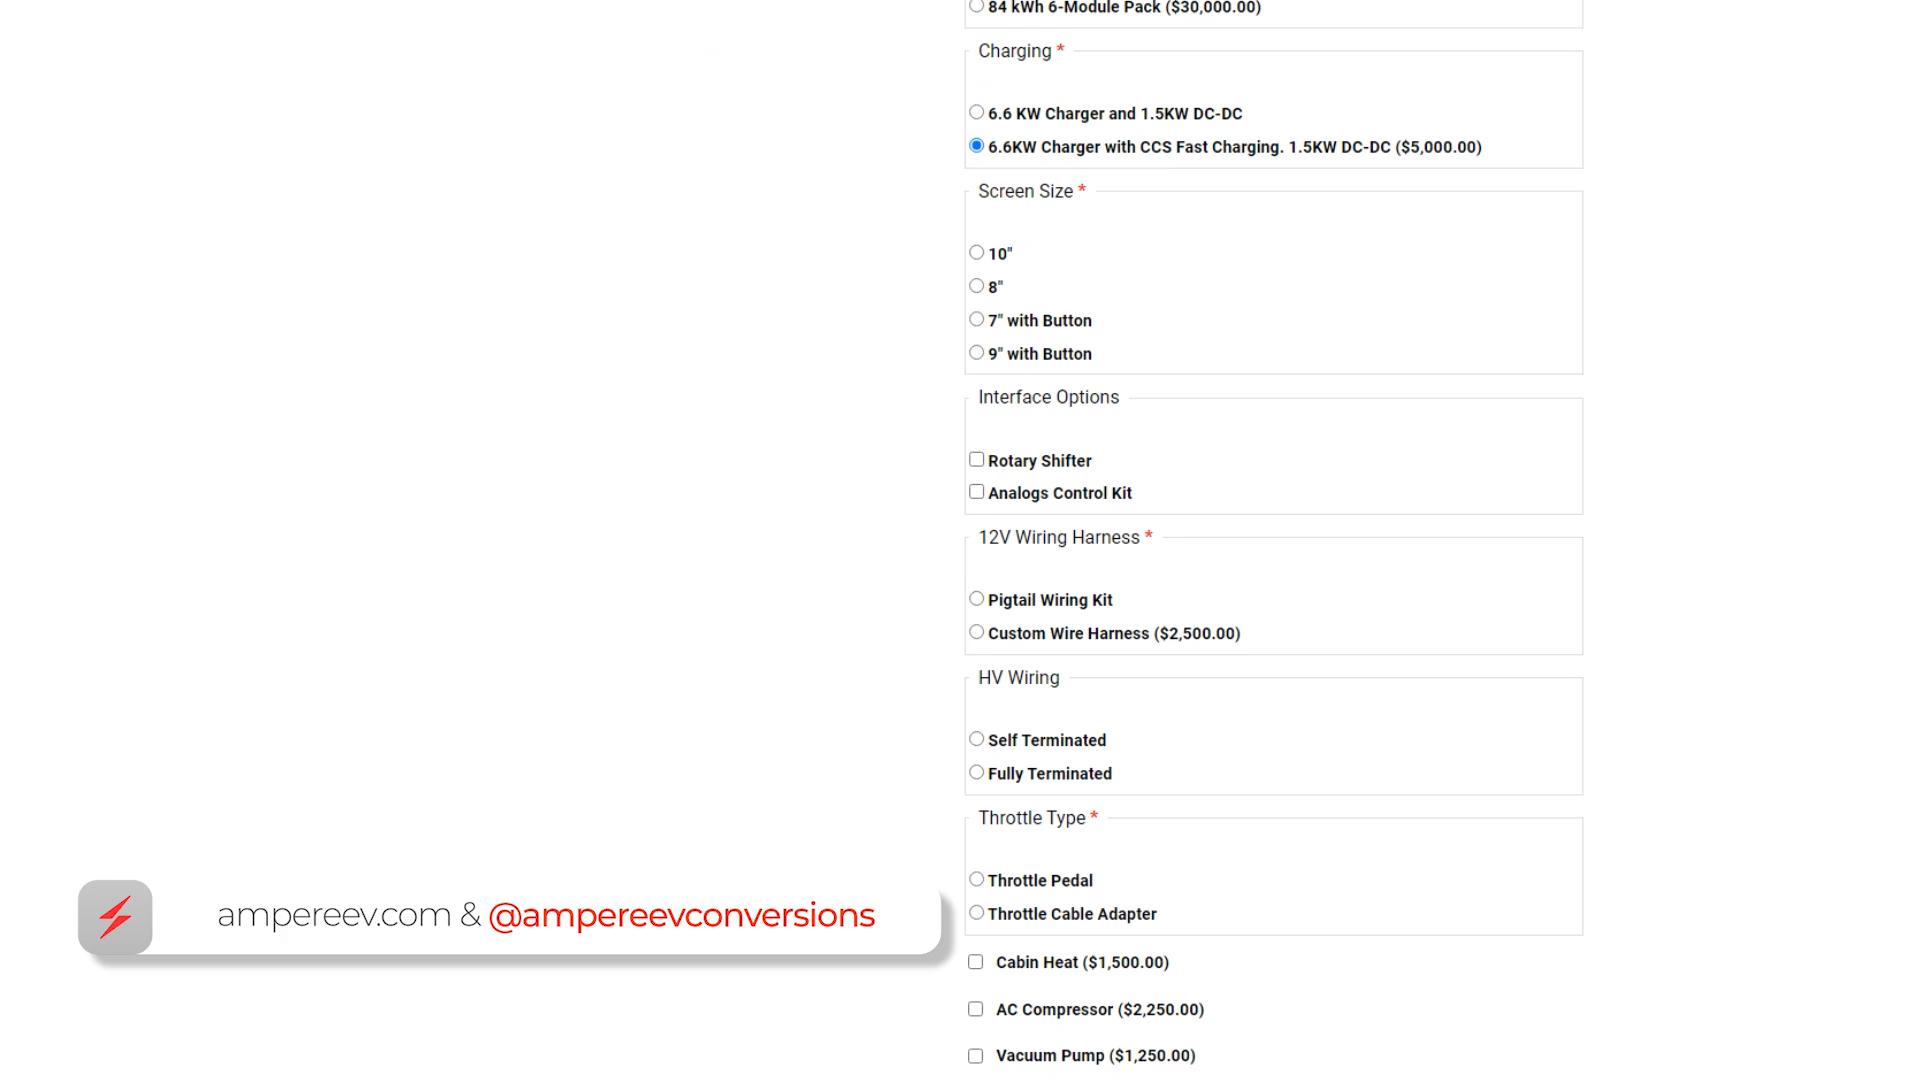 84 kWh 6-Module Pack ($30,000.00)
Charging *
6.6 KW Charger and 1.5KW DC-DC
6.6KW Charger with CCS Fast Charging. 1.5KW DC-DC ($5,000.00)
Screen Size *
10"
8"
7" with Button
9" with Button
Interface Options
Rotary Shifter
Analogs Control Kit
12V Wiring Harness *
Pigtail Wiring Kit
Custom Wire Harness ($2,500.00)
HV Wiring
Self Terminated
Fully Terminated
Throttle Type *
Throttle Pedal
Throttle Cable Adapter
ampereev.com & @ampereevconversions
Cabin Heat ($1,500.00)
AC Compressor ($2,250.00)
Vacuum Pump ($1,250.00)